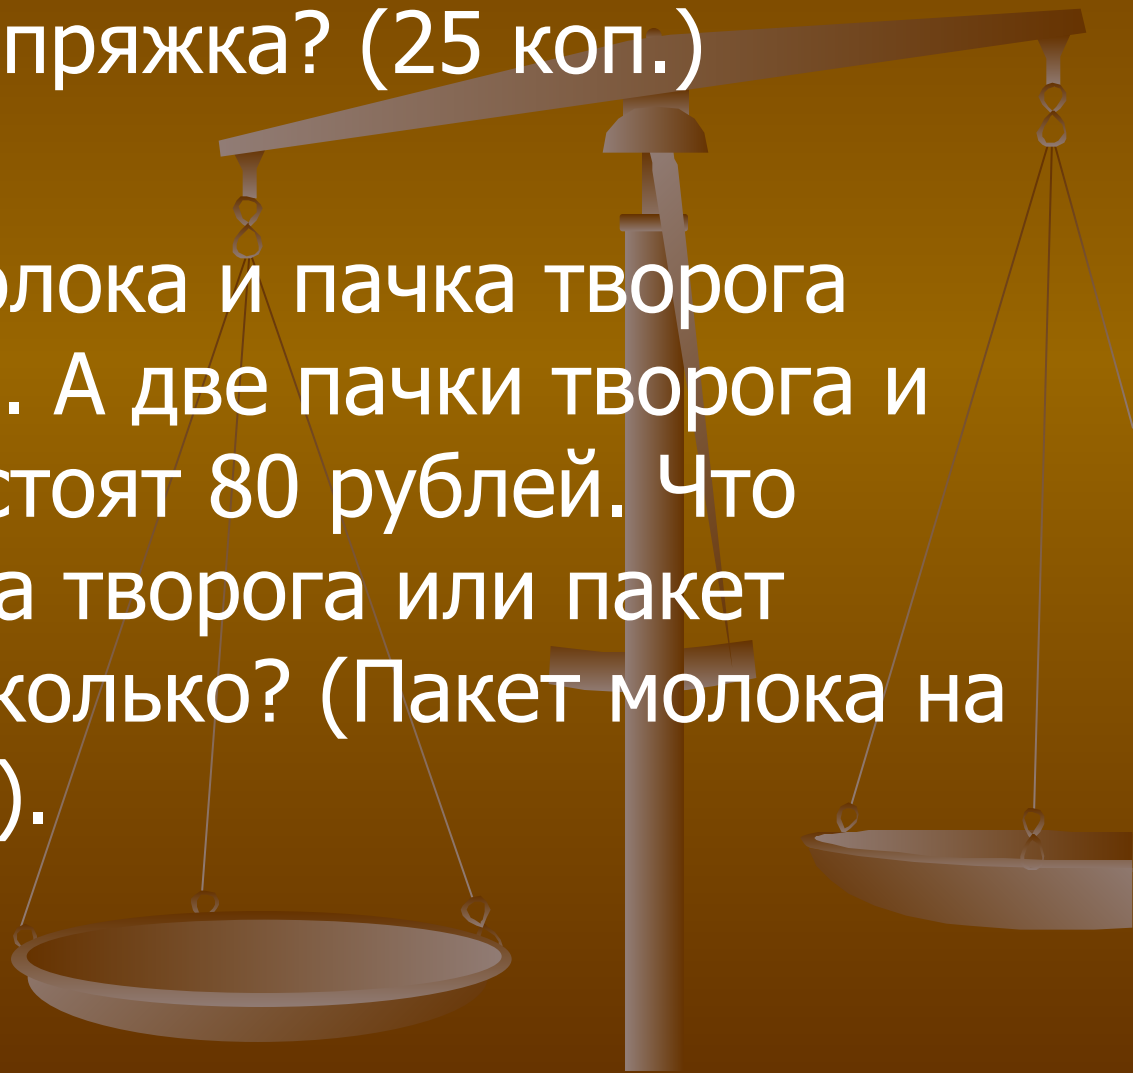 пряжка? (25 коп.)
олока и пачка творога
. А две пачки творога и
стоят 80 рублей. Что
а творога или пакет
колько? (Пакет молока на
).